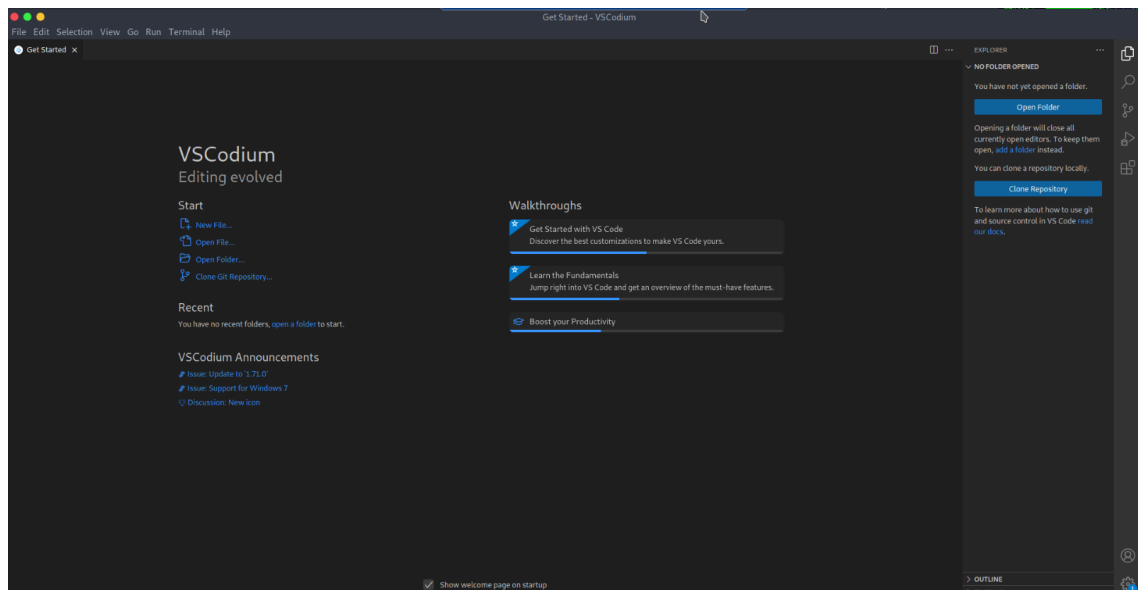 Get Started - VSCodium
File Edit Selection View Go Run Terminal Help
Get Started
VSCodium
Editing evolved
Start
New File...
Open File...
Open Folder...
Clone Git Repository...
Recent
You have no recent folders, open a folder to start.
VSCodium Announcements
Issue: Update to '1.71.0'
Issue: Support for Windows 7
Discussion: New icon
Walkthroughs
Get Started with VS Code
Discover the best customizations to make VS Code yours.
Learn the Fundamentals
Jump right into VS Code and get an overview of the must-have features.
Boost your Productivity
Show welcome page on startup
EXPLORER
NO FOLDER OPENED
You have not yet opened a folder.
Open Folder
Opening a folder will close all
currently open editors. To keep them
open, add a folder instead.
You can clone a repository locally.
Clone Repository
To learn more about how to use git
and source control in VS Code read
our docs.
OUTLINE